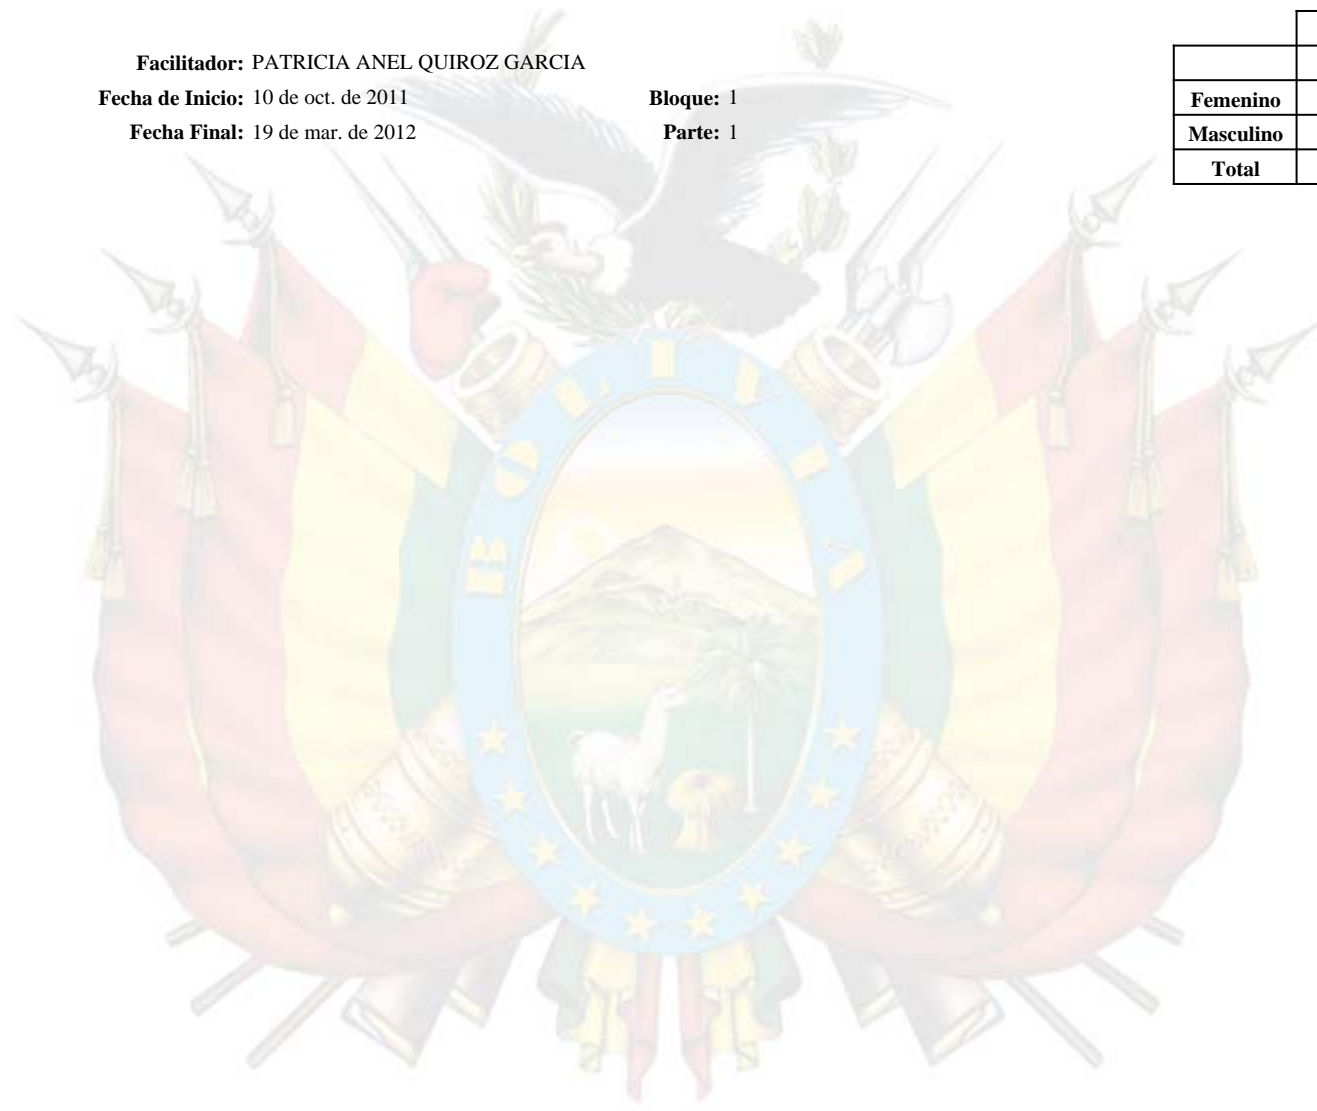 Facilitador: PATRICIA ANEL QUIROZ GARCIA
Fecha de Inicio: 10 de oct. de 2011 Bloque: 1
Fecha Final: 19 de mar. de 2012 Parte: 1
Femenino
Masculino
Total
BOLIVIA